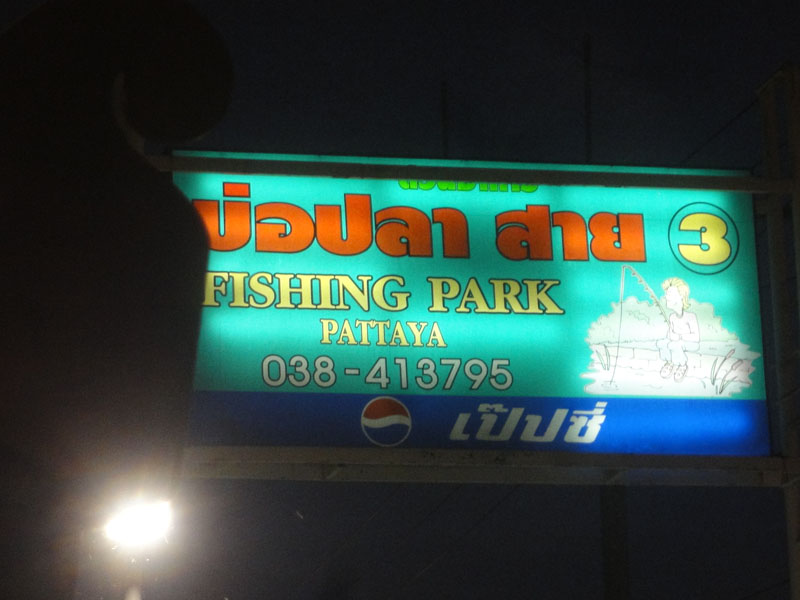 บ่อปลา สาย 3
FISHING PARK
PATTAYA
038-413795
เป๊ปซี่